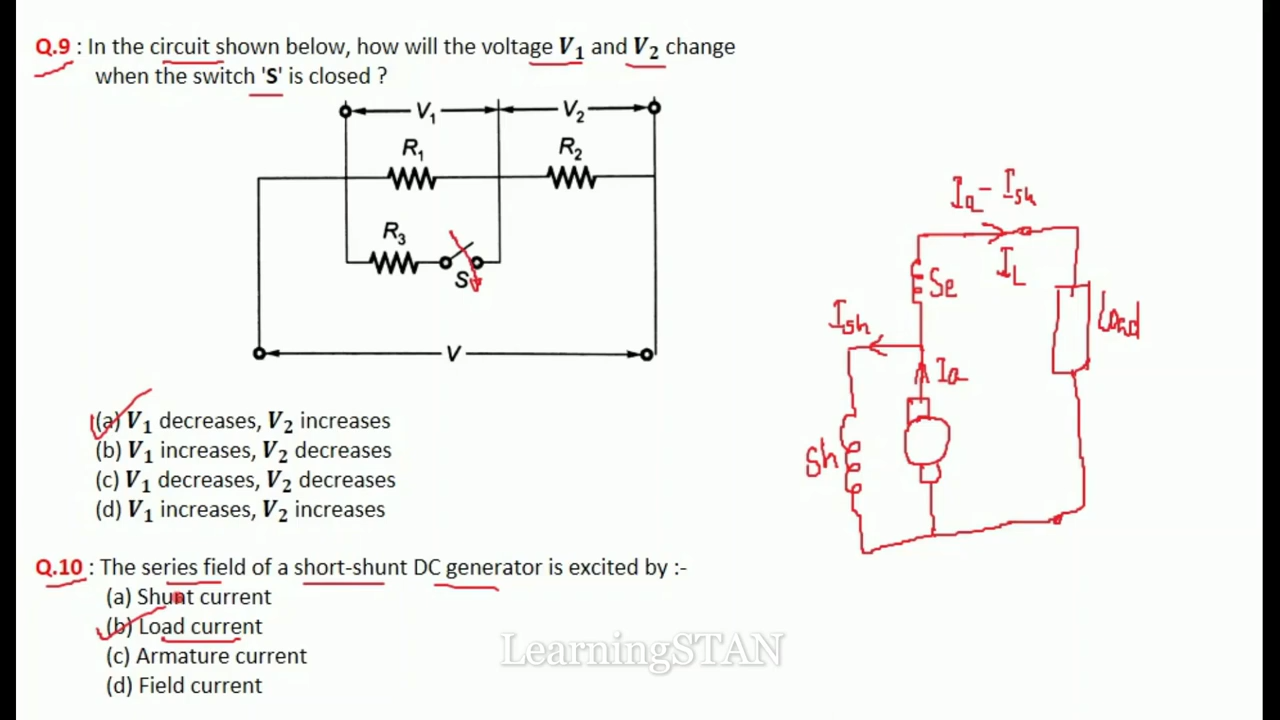 Q.9 : In the circuit shown below, how will the voltage V₁ and V₂ change
when the switch 'S' is closed ?
V₁ V₂
R₁ R₂
R₃
S
V
(a) V₁ decreases, V₂ increases
(b) V₁ increases, V₂ decreases
(c) V₁ decreases, V₂ decreases
(d) V₁ increases, V₂ increases
Q.10 : The series field of a short-shunt DC generator is excited by :-
(a) Shunt current
(b) Load current
(c) Armature current
(d) Field current
Ia - Ish
IL
Se
Load
Ish
Ia
Sh
LearningSTAN